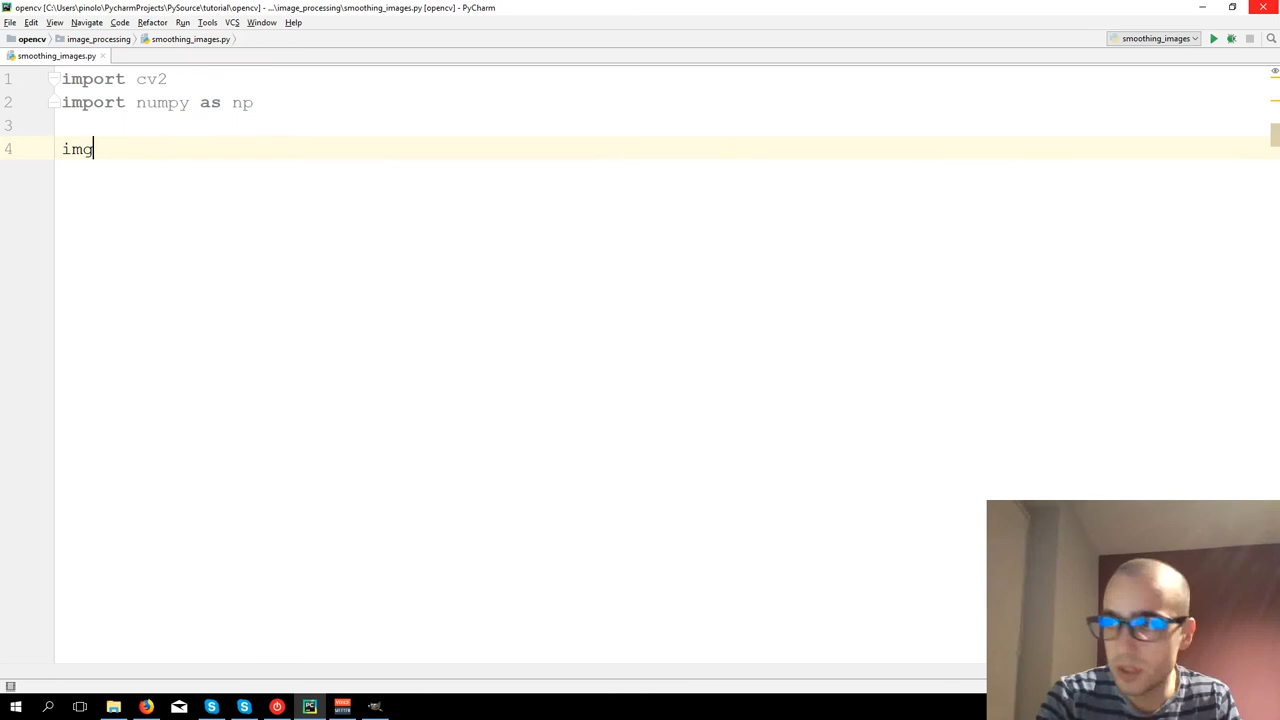 opencv [C:\Users\pinolo\PycharmProjects\PySource\tutorial\opencv] - ...\image_processing\smoothing_images.py [opencv] - PyCharm
File Edit View Navigate Code Refactor Run Tools VCS Window Help
opencv image_processing smoothing_images.py smoothing_images
smoothing_images.py
1 import cv2
2 import numpy as np
3
4 img
PC